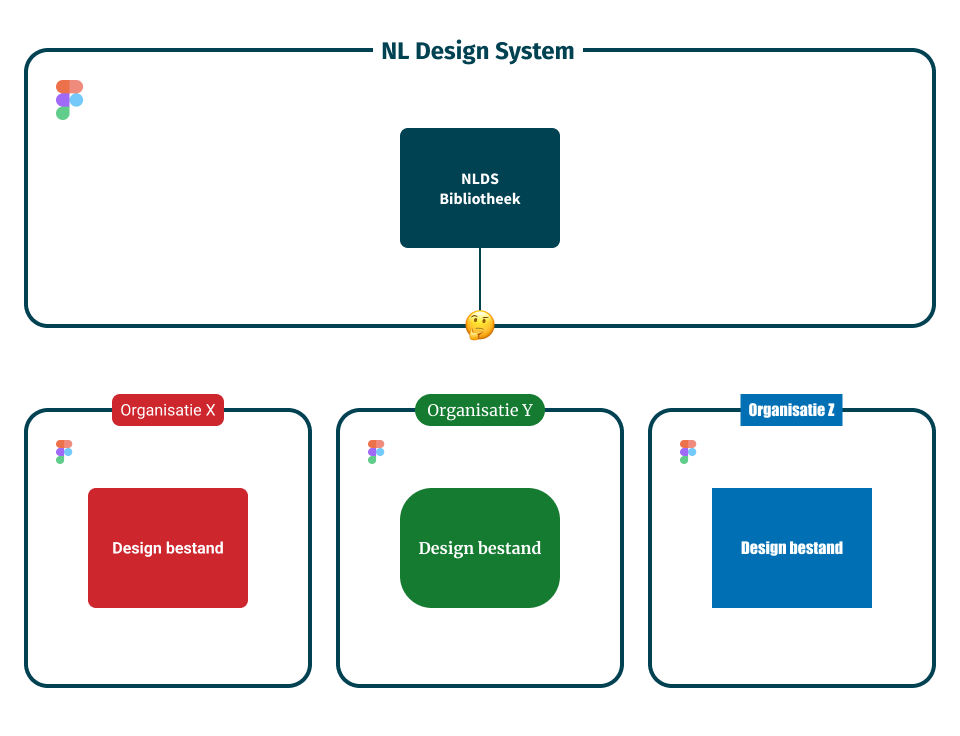 NL Design System
NLDS
Bibliotheek
Organisatie X
Organisatie Y
Organisatie Z
Design bestand
Design bestand
Design bestand